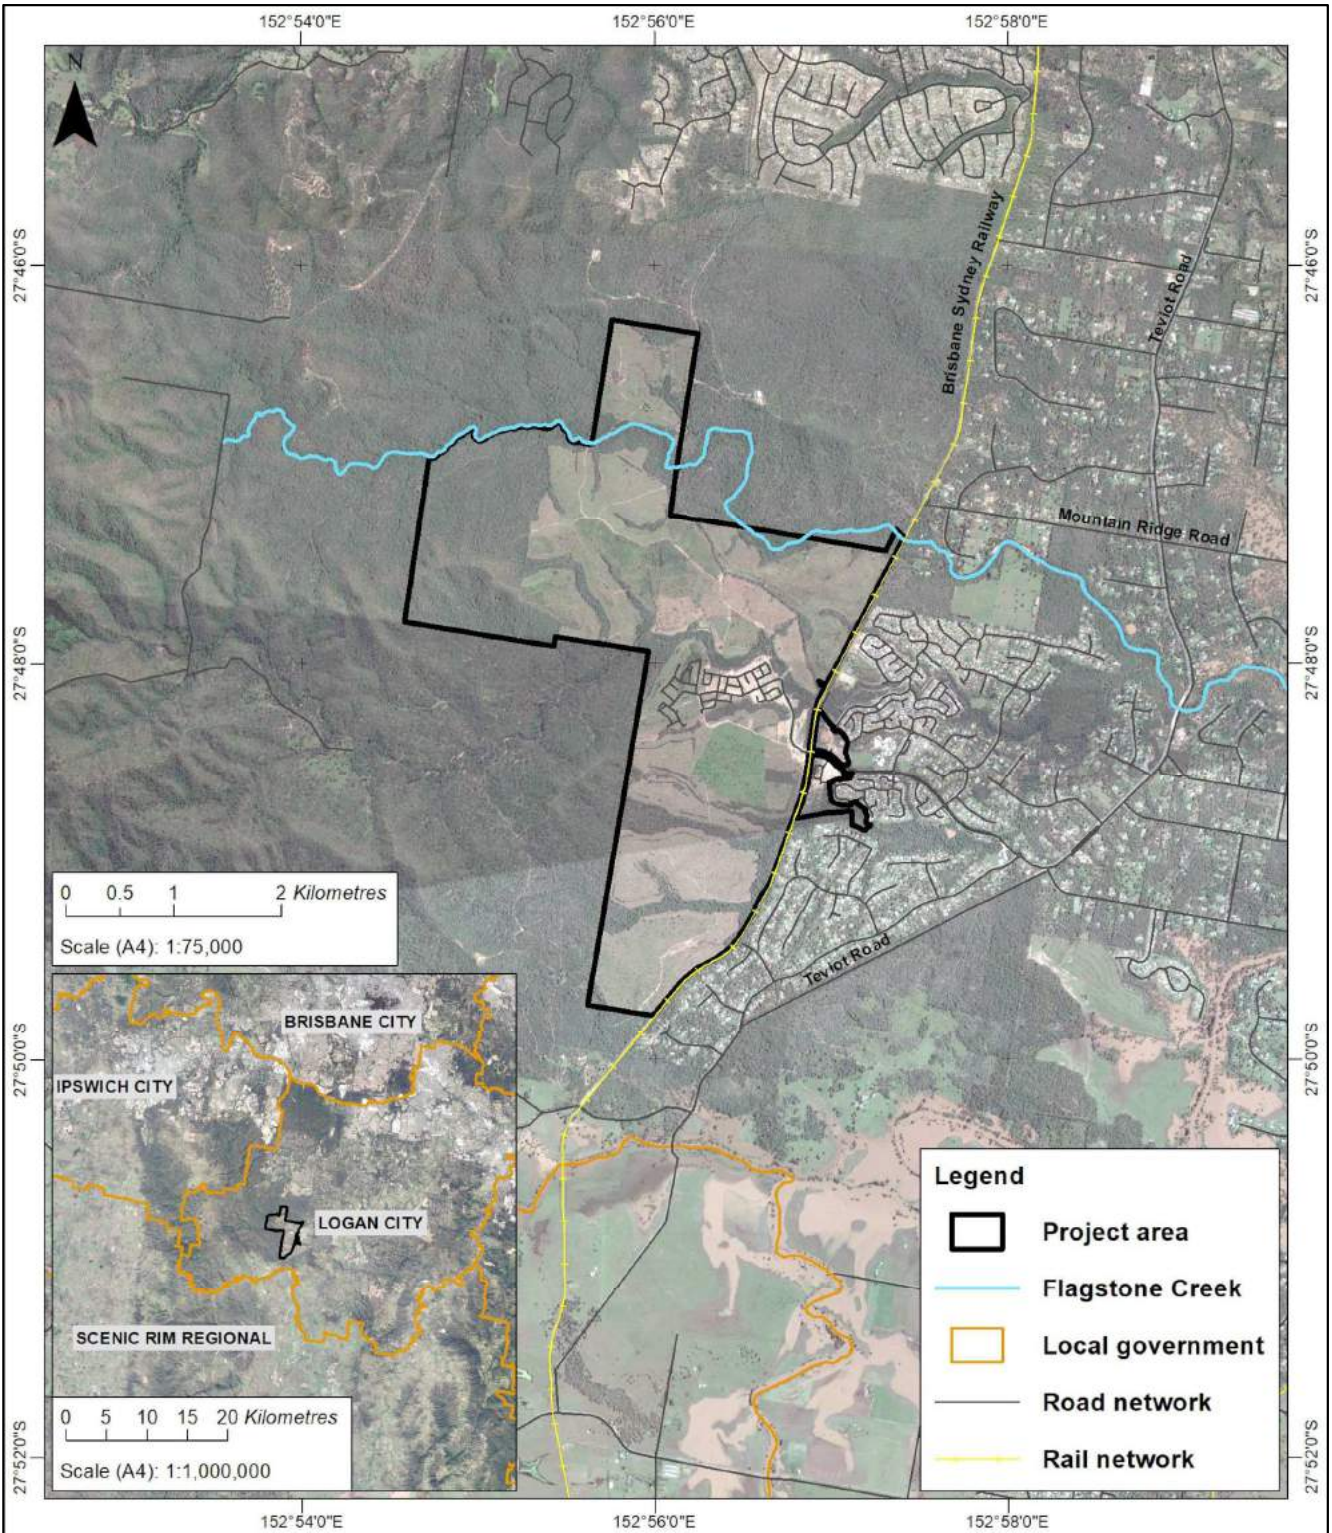 152°54'0"E
152°56'0"E
152°58'0"E
N
27°46'0"S
27°46'0"S
Brisbane Sydney Railway
Teviot Road
Mountain Ridge Road
27°48'0"S
27°48'0"S
0 0.5 1 2 Kilometres
Scale (A4): 1:75,000
Teviot Road
BRISBANE CITY
IPSWICH CITY
LOGAN CITY
SCENIC RIM REGIONAL
0 5 10 15 20 Kilometres
Scale (A4): 1:1,000,000
27°50'0"S
27°50'0"S
Legend
Project area
Flagstone Creek
Local government
Road network
Rail network
27°52'0"S
27°52'0"S
152°54'0"E
152°56'0"E
152°58'0"E